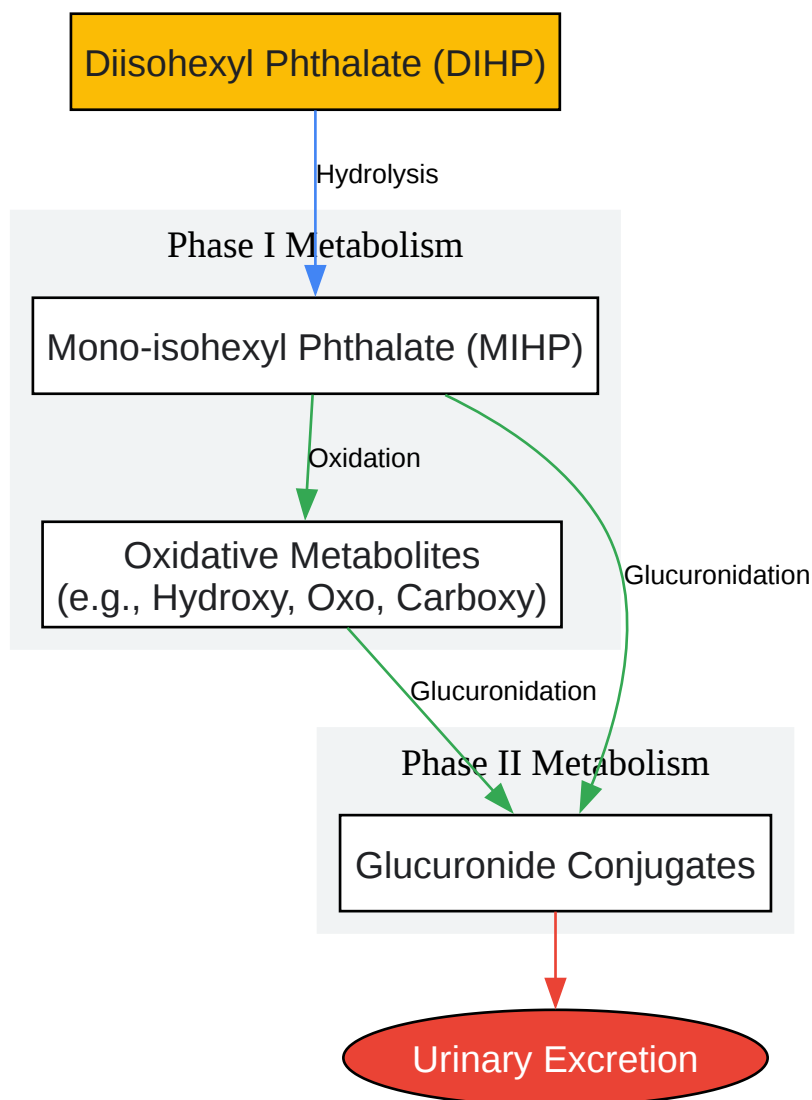 Diisohexyl Phthalate (DIHP)
Hydrolysis
Phase I Metabolism
Mono-isohexyl Phthalate (MIHP)
Oxidation
Oxidative Metabolites
(e.g., Hydroxy, Oxo, Carboxy)
Glucuronidation
Glucuronidation
Phase II Metabolism
Glucuronide Conjugates
Urinary Excretion